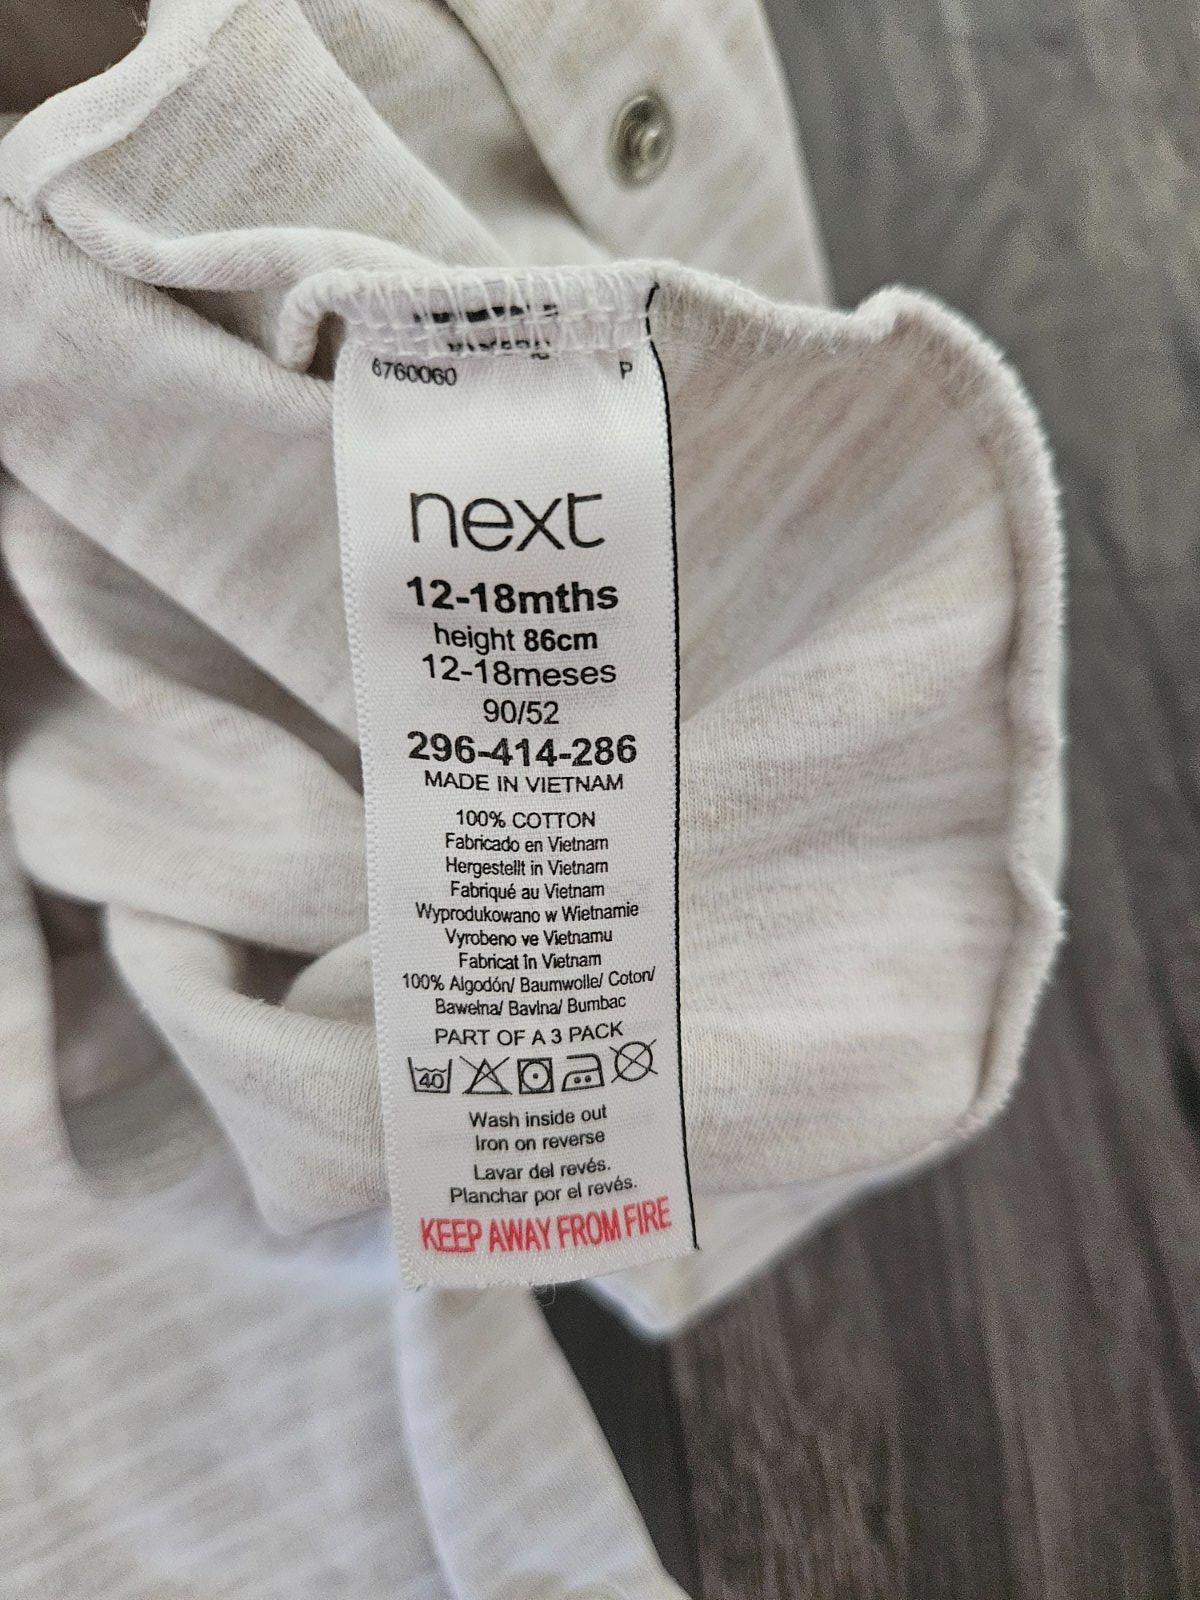 6760060 P
next
12-18mths
height 86cm
12-18meses
90/52
296-414-286
MADE IN VIETNAM
100% COTTON
Fabricado en Vietnam
Hergestellt in Vietnam
Fabriqué au Vietnam
Wyprodukowano w Wietnamie
Vyrobeno ve Vietnamu
Fabricat în Vietnam
100% Algodón/ Baumwolle/ Coton/
Bawełna/ Bavlna/ Bumbac
PART OF A 3 PACK
40
Wash inside out
Iron on reverse
Lavar del revés.
Planchar por el revés.
KEEP AWAY FROM FIRE